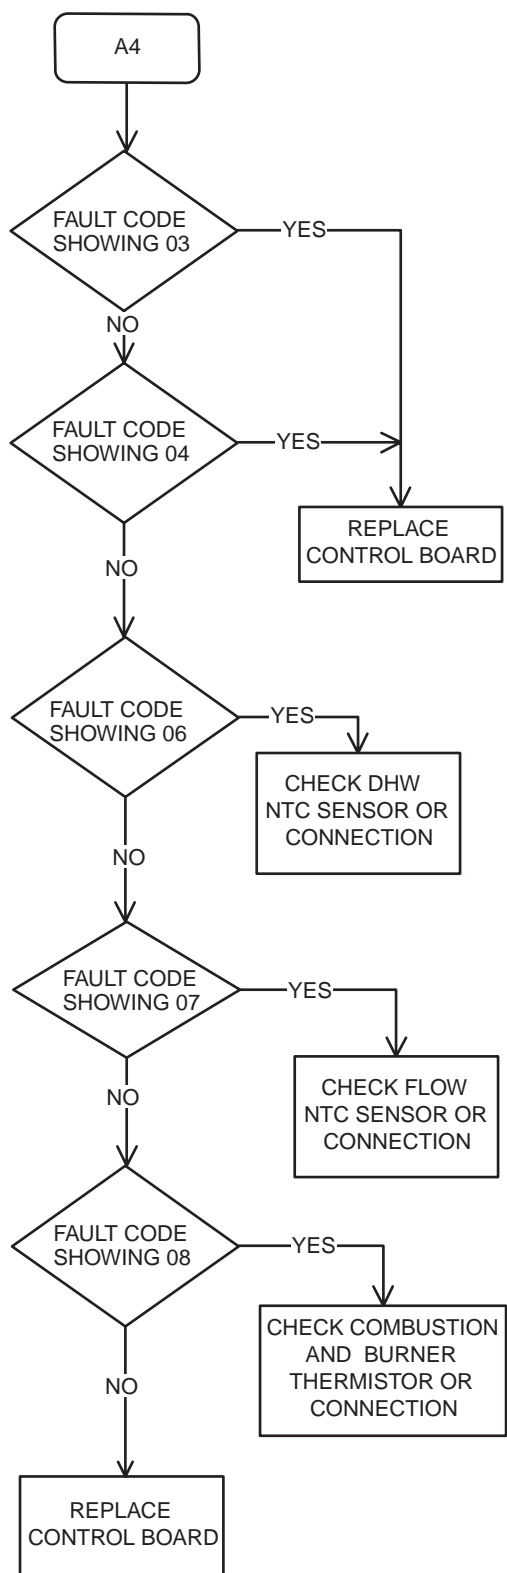 A4
FAULT CODE
SHOWING 03
YES
NO
FAULT CODE
SHOWING 04
YES
REPLACE
CONTROL BOARD
NO
FAULT CODE
SHOWING 06
YES
CHECK DHW
NTC SENSOR OR
CONNECTION
NO
FAULT CODE
SHOWING 07
YES
CHECK FLOW
NTC SENSOR OR
CONNECTION
NO
FAULT CODE
SHOWING 08
YES
CHECK COMBUSTION
AND BURNER
THERMISTOR OR
CONNECTION
NO
REPLACE
CONTROL BOARD